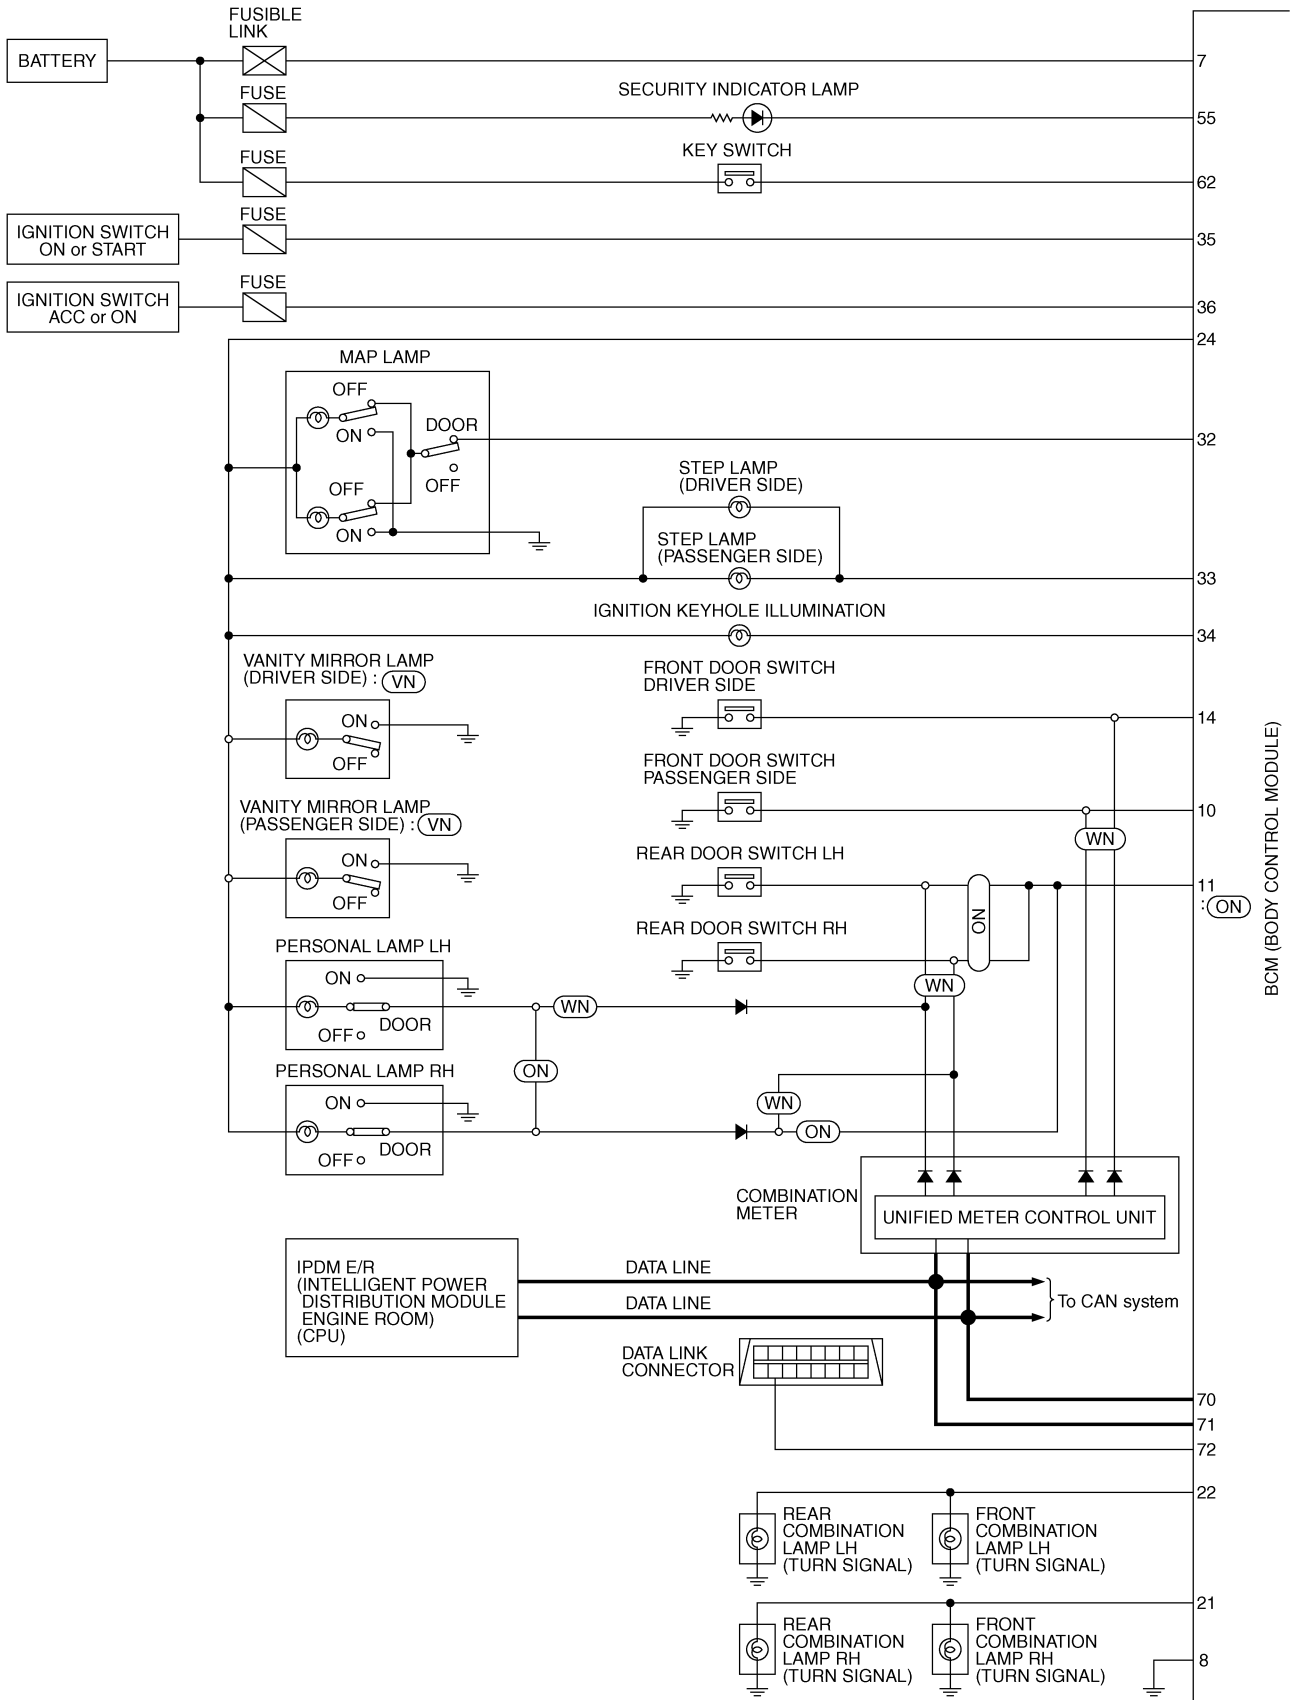 FUSIBLE
LINK
BATTERY
7
FUSE
SECURITY INDICATOR LAMP
55
FUSE
KEY SWITCH
62
FUSE
IGNITION SWITCH
ON or START
35
FUSE
IGNITION SWITCH
ACC or ON
36
24
MAP LAMP
OFF
ON
DOOR
32
OFF
OFF
ON
STEP LAMP
(DRIVER SIDE)
STEP LAMP
(PASSENGER SIDE)
33
IGNITION KEYHOLE ILLUMINATION
34
VANITY MIRROR LAMP
(DRIVER SIDE) : VN
ON
OFF
FRONT DOOR SWITCH
DRIVER SIDE
14
FRONT DOOR SWITCH
PASSENGER SIDE
10
WN
VANITY MIRROR LAMP
(PASSENGER SIDE) : VN
ON
OFF
REAR DOOR SWITCH LH
11
: ON
ON
REAR DOOR SWITCH RH
WN
BCM (BODY CONTROL MODULE)
PERSONAL LAMP LH
ON
DOOR
OFF
WN
ON
PERSONAL LAMP RH
ON
DOOR
OFF
WN
ON
COMBINATION
METER
UNIFIED METER CONTROL UNIT
IPDM E/R
(INTELLIGENT POWER
DISTRIBUTION MODULE
ENGINE ROOM)
(CPU)
DATA LINE
DATA LINE
To CAN system
DATA LINK
CONNECTOR
70
71
72
22
REAR
COMBINATION
LAMP LH
(TURN SIGNAL)
FRONT
COMBINATION
LAMP LH
(TURN SIGNAL)
21
REAR
COMBINATION
LAMP RH
(TURN SIGNAL)
FRONT
COMBINATION
LAMP RH
(TURN SIGNAL)
8